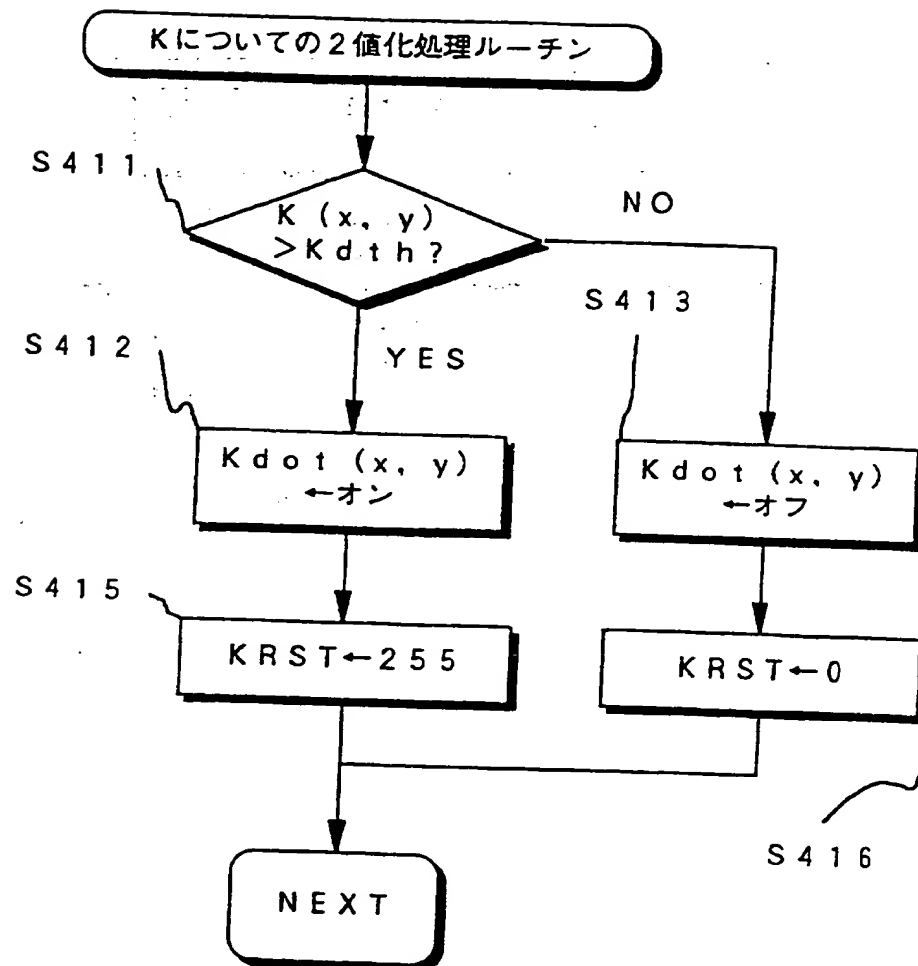 Kについての2値化処理ルーチン
S411
K (x, y)
>Kdth?
NO
S413
S412
YES
Kdot (x, y)
←オン
Kdot (x, y)
←オフ
S415
KRST←255
KRST←0
S416
NEXT